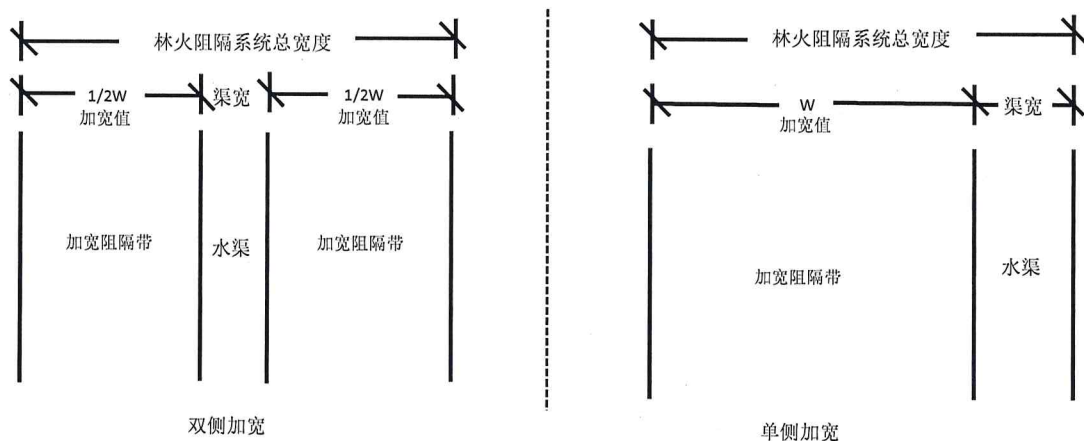 林火阻隔系统总宽度
1/2W
加宽值
渠宽
1/2W
加宽值
加宽阻隔带
水渠
加宽阻隔带
双侧加宽
林火阻隔系统总宽度
W
加宽值
渠宽
加宽阻隔带
水渠
单侧加宽